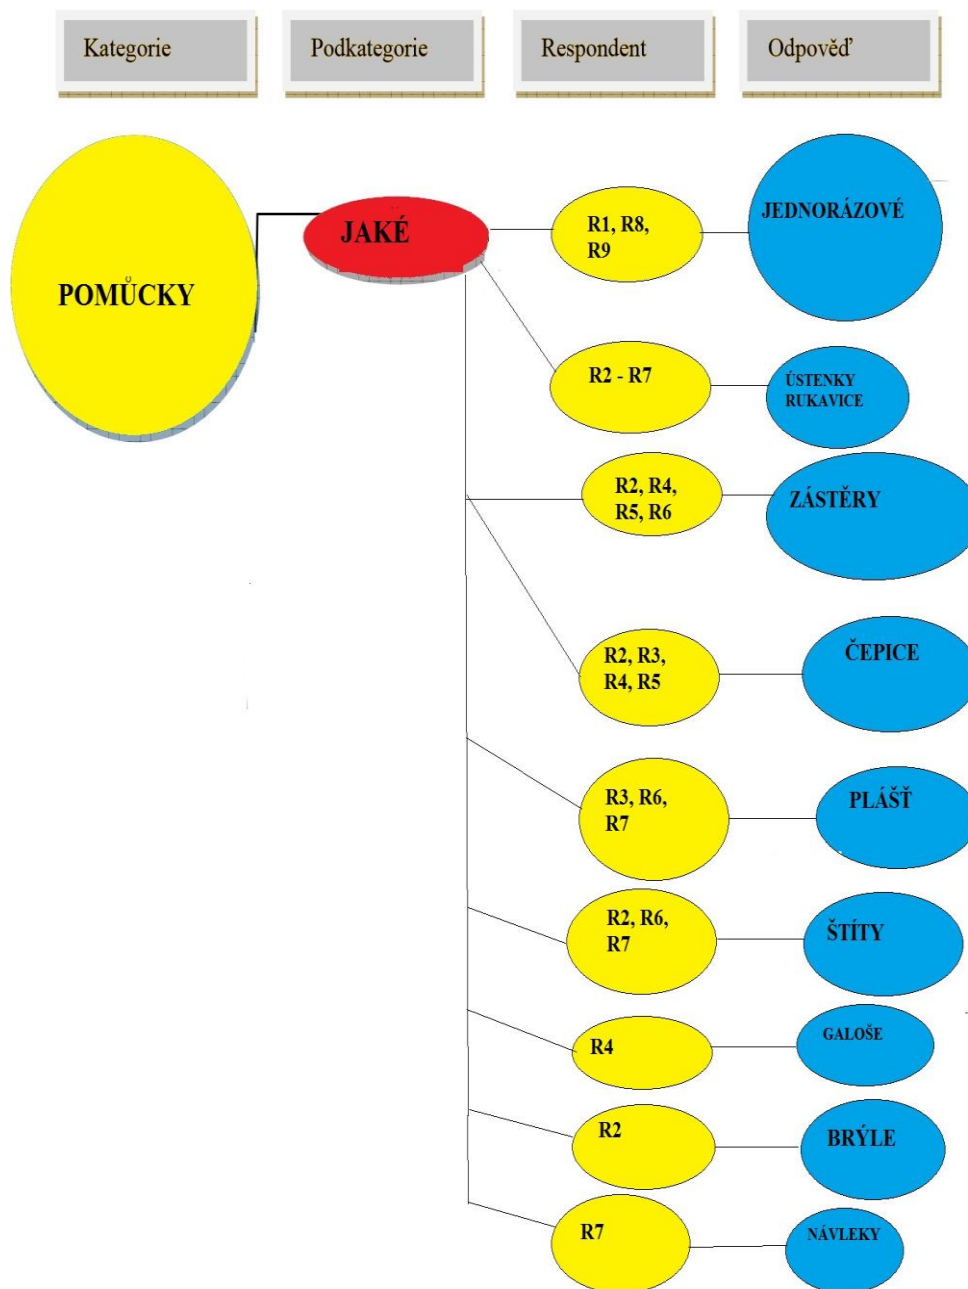 Kategorie
Podkategorie
Respondent
Odpověď
POMŮCKY
JAKÉ
R1, R8,
R9
JEDNORÁZOVÉ
R2 - R7
ÚSTENKY
RUKAVICE
R2, R4,
R5, R6
ZÁSTĚRY
R2, R3,
R4, R5
ČEPICE
R3, R6,
R7
PLÁŠŤ
R2, R6,
R7
ŠTÍTY
R4
GALOŠE
R2
BRÝLE
R7
NÁVLEKY